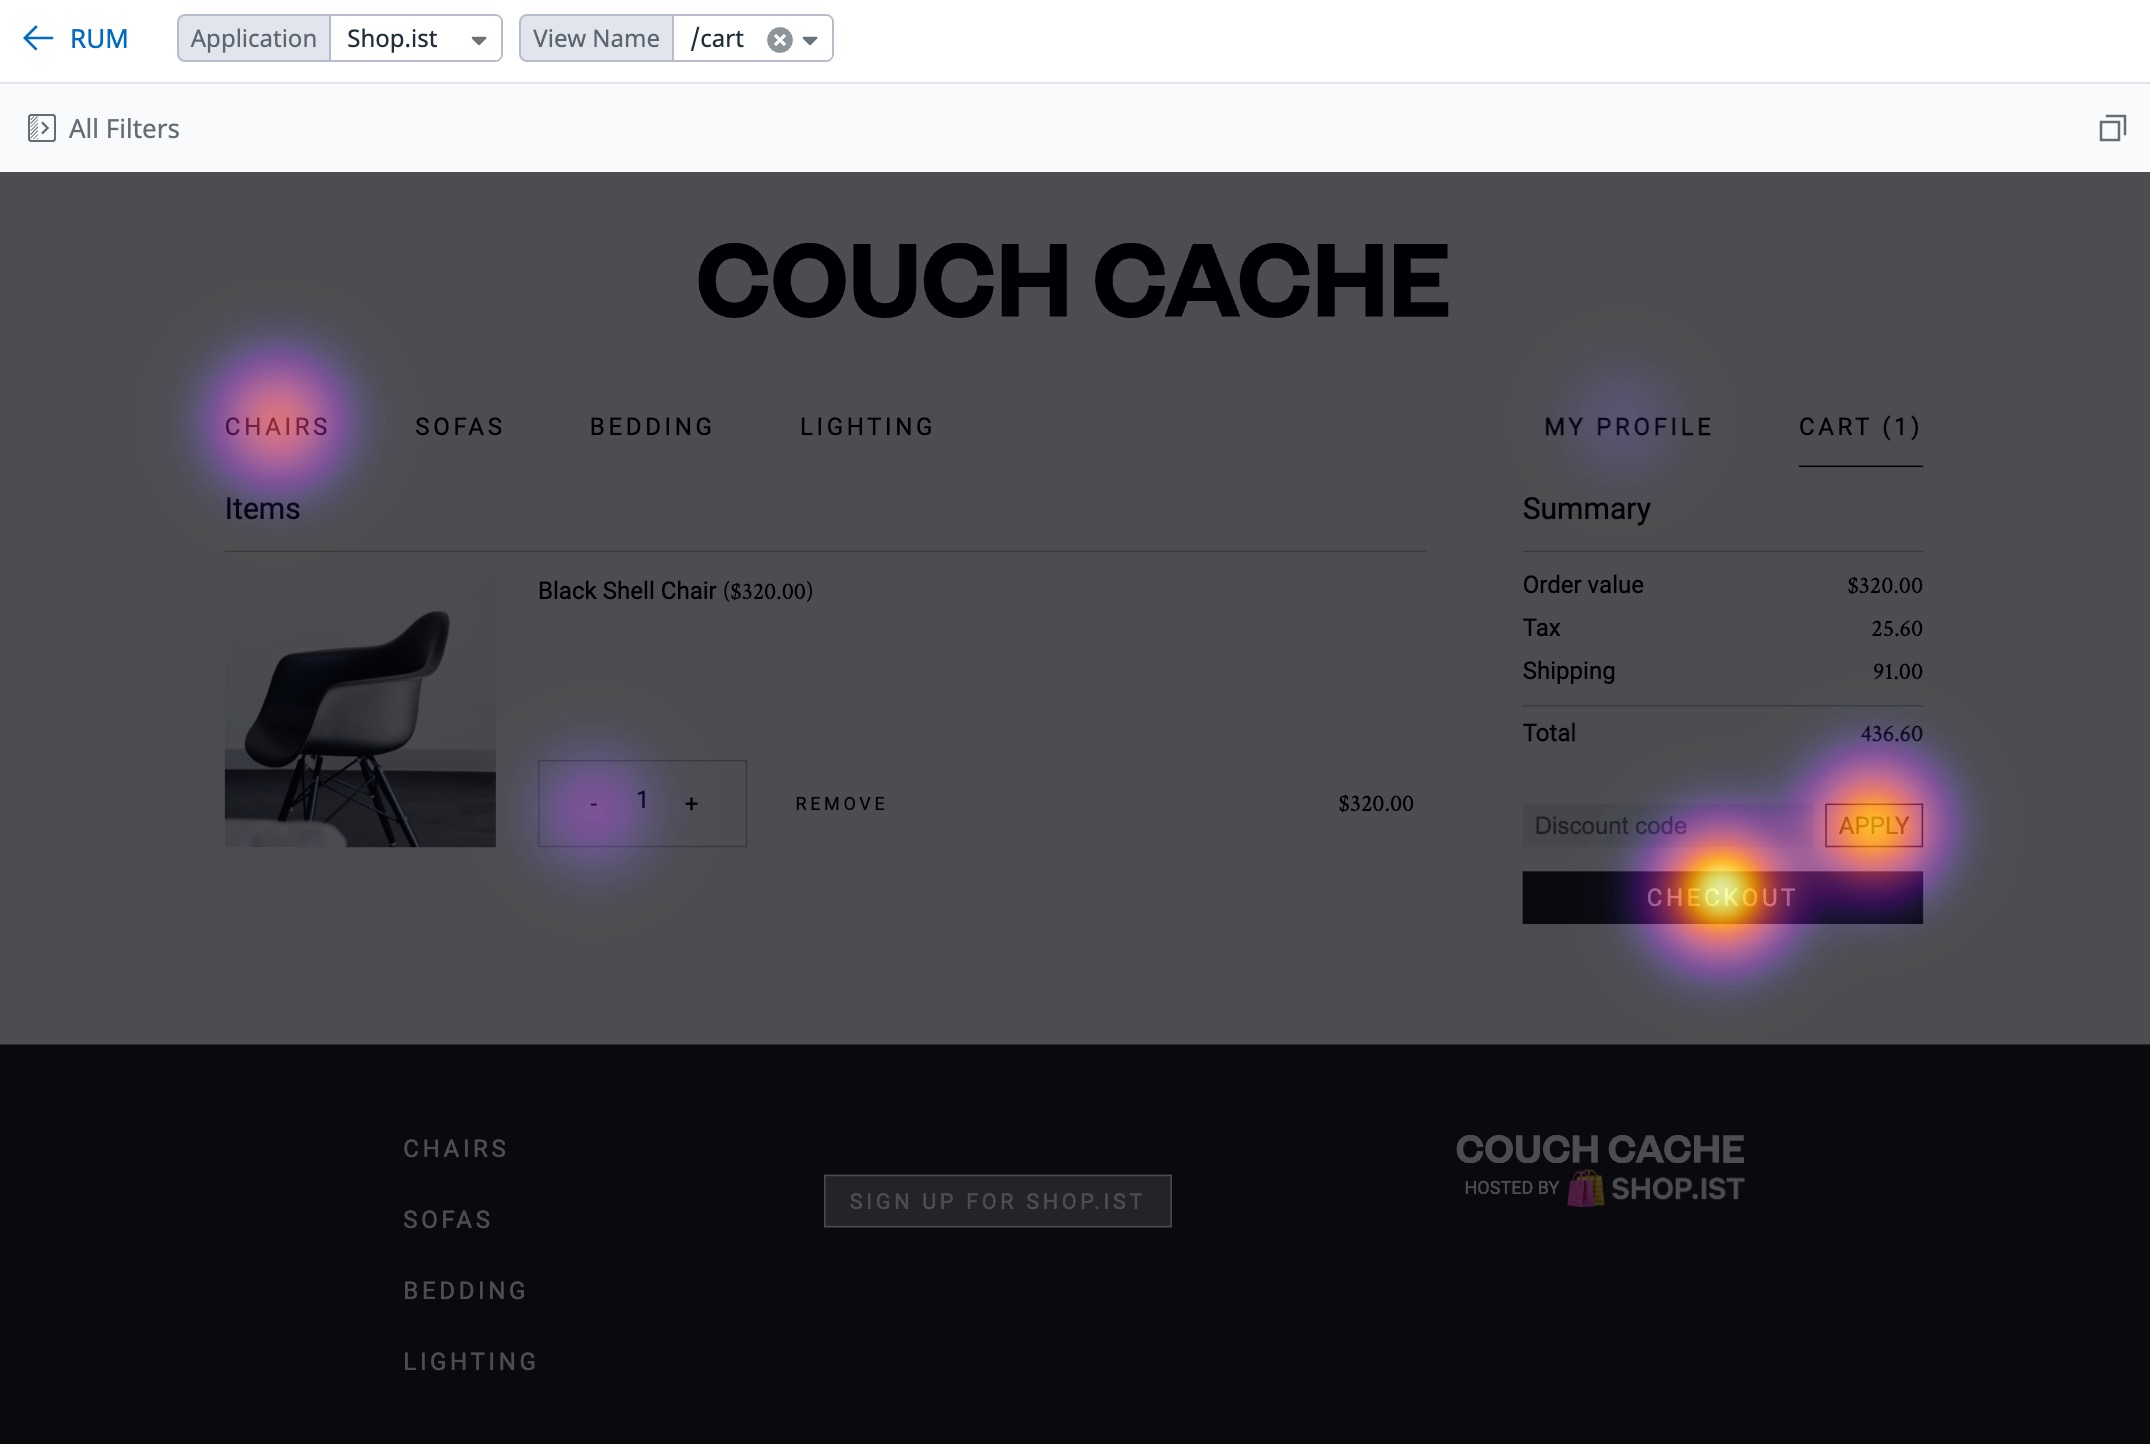 RUM
Application Shop.ist
View Name /cart
All Filters
COUCH CACHE
CHAIRS SOFAS BEDDING LIGHTING MY PROFILE CART (1)
Items
Black Shell Chair ($320.00)
- 1 + REMOVE $320.00
Summary
Order value $320.00
Tax 25.60
Shipping 91.00
Total 436.60
Discount code APPLY
CHECKOUT
CHAIRS
SOFAS
BEDDING
LIGHTING
SIGN UP FOR SHOP.IST
COUCH CACHE
HOSTED BY SHOP.IST